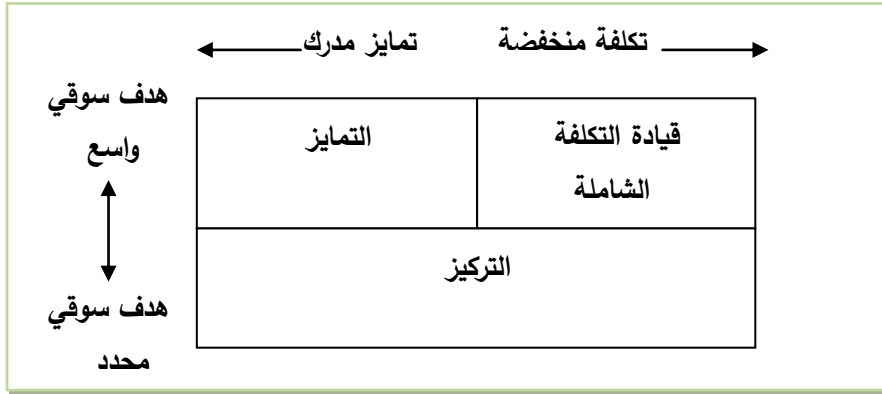 تكلفة منخفضة
تمايز مدرك
هدف سوقي
واسع
قيادة التكلفة
الشاملة
التمايز
التركيز
هدف سوقي
محدد